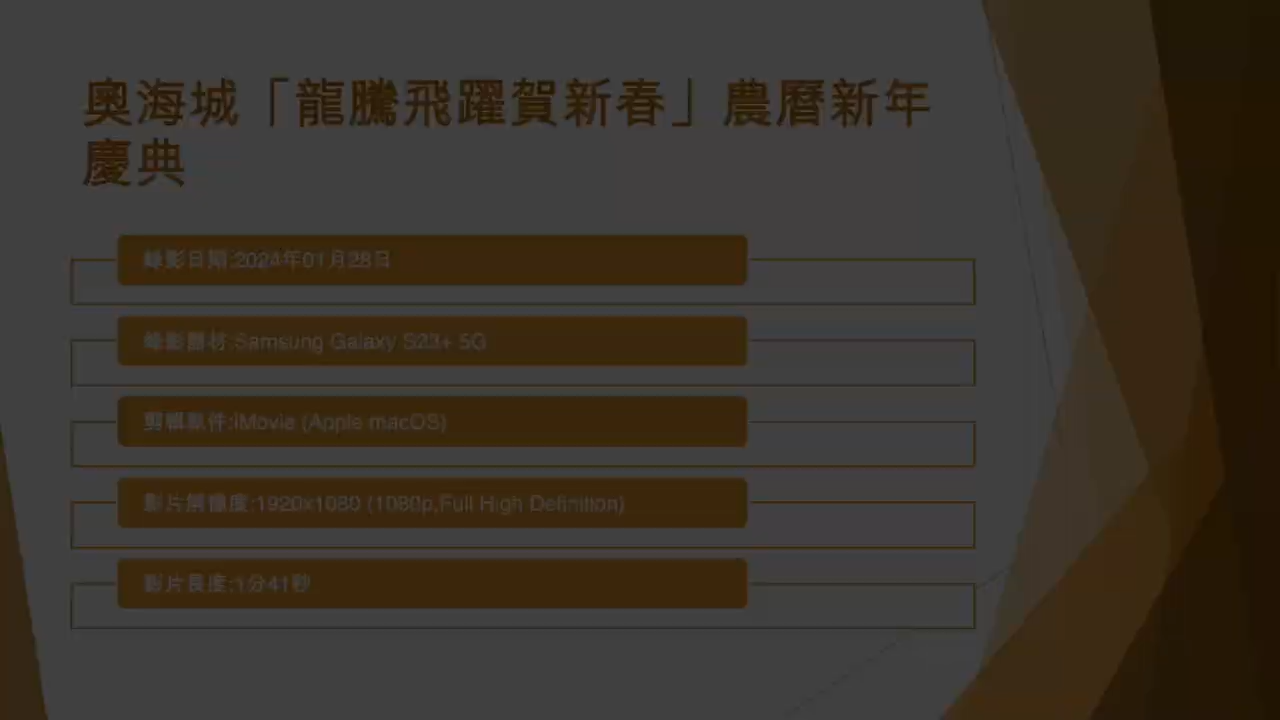 奧海城「龍騰飛躍賀新春」農曆新年
慶典
錄影日期:2024年01月28日
錄影器材:Samsung Galaxy S23+ 5G
剪輯軟件:iMovie (Apple macOS)
影片解像度:1920x1080 (1080p,Full High Definition)
影片長度:1分41秒